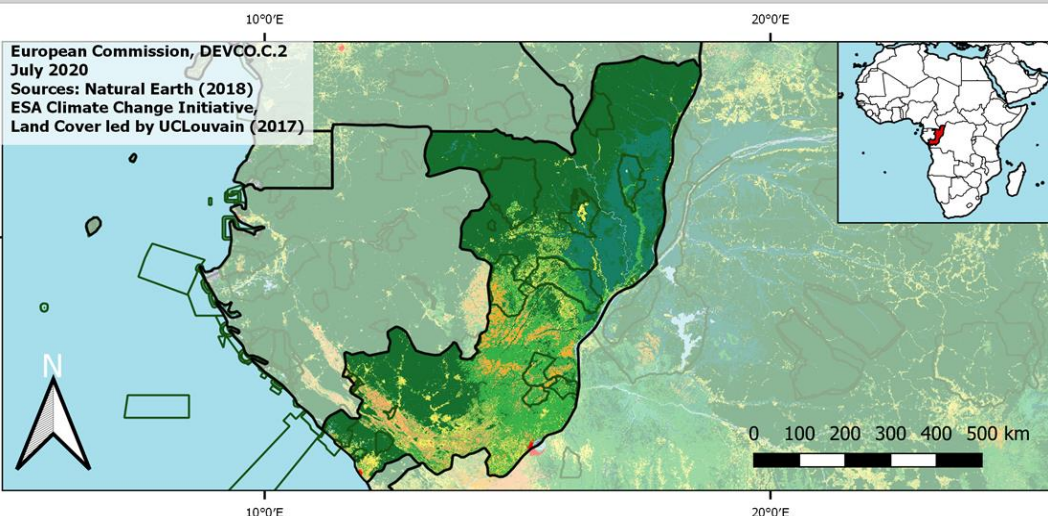 10°0'E 20°0'E
European Commission, DEVCO.C.2
July 2020
Sources: Natural Earth (2018)
ESA Climate Change Initiative,
Land Cover led by UCLouvain (2017)
N
0 100 200 300 400 500 km
10°0'E 20°0'E